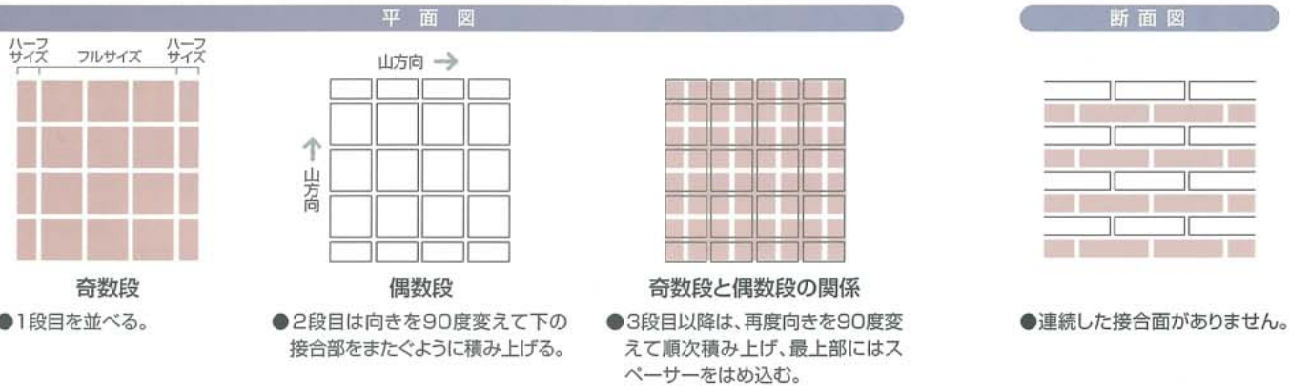 平面図
断面図
ハーフ
サイズ
フルサイズ
ハーフ
サイズ
山方向
山方向
奇数段
偶数段
奇数段と偶数段の関係
●1段目を並べる。
●2段目は向きを90度変えて下の
接合部をまたぐように積み上げる。
●3段目以降は、再度向きを90度変
えて順次積み上げ、最上部にはス
ペーサーをはめ込む。
●連続した接合面がありません。